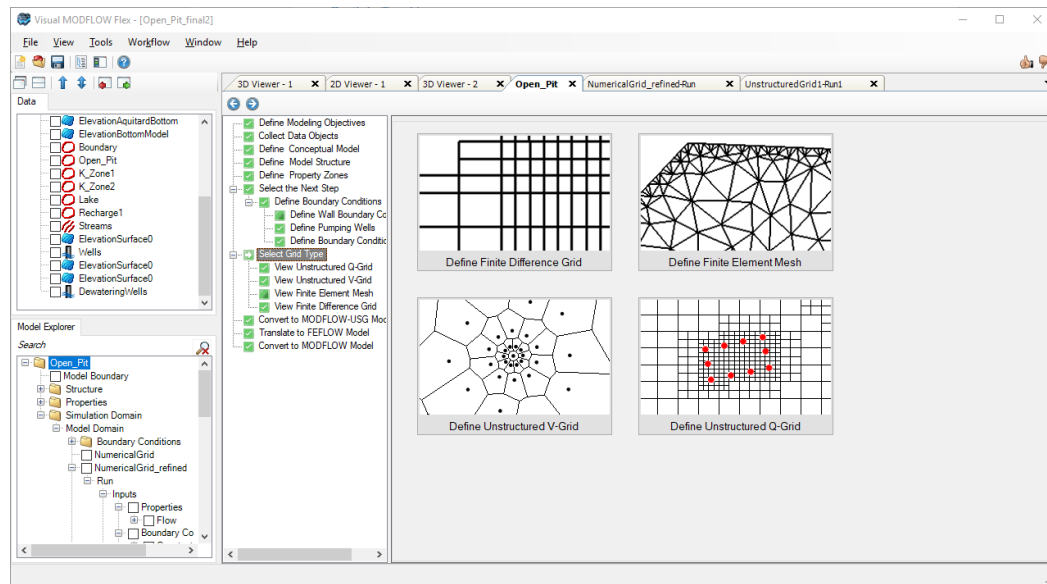 Visual MODFLOW Flex - [Open_Pit_final2]
File View Tools Workflow Window Help
Data
ElevationAquitardBottom
ElevationBottomModel
Boundary
Open_Pit
K_Zone1
K_Zone2
Lake
Recharge1
Streams
ElevationSurface0
Wells
ElevationSurface0
ElevationSurface0
DewateringWells
Model Explorer
Search
Open_Pit
Model Boundary
Structure
Properties
Simulation Domain
Model Domain
Boundary Conditions
NumericalGrid
NumericalGrid_refined
Run
Inputs
Properties
Flow
Boundary Co
3D Viewer - 1 2D Viewer - 1 3D Viewer - 2 Open_Pit NumericalGrid_refined-Run UnstructuredGrid1-Run1
Define Modeling Objectives
Collect Data Objects
Define Conceptual Model
Define Model Structure
Define Property Zones
Select the Next Step
Define Boundary Conditions
Define Wall Boundary Co
Define Pumping Wells
Define Boundary Conditic
Select Grid Type
View Unstructured Q-Grid
View Unstructured V-Grid
View Finite Element Mesh
View Finite Difference Grid
Convert to MODFLOW-USG Moc
Translate to FEFLOW Model
Convert to MODFLOW Model
Define Finite Difference Grid
Define Finite Element Mesh
Define Unstructured V-Grid
Define Unstructured Q-Grid